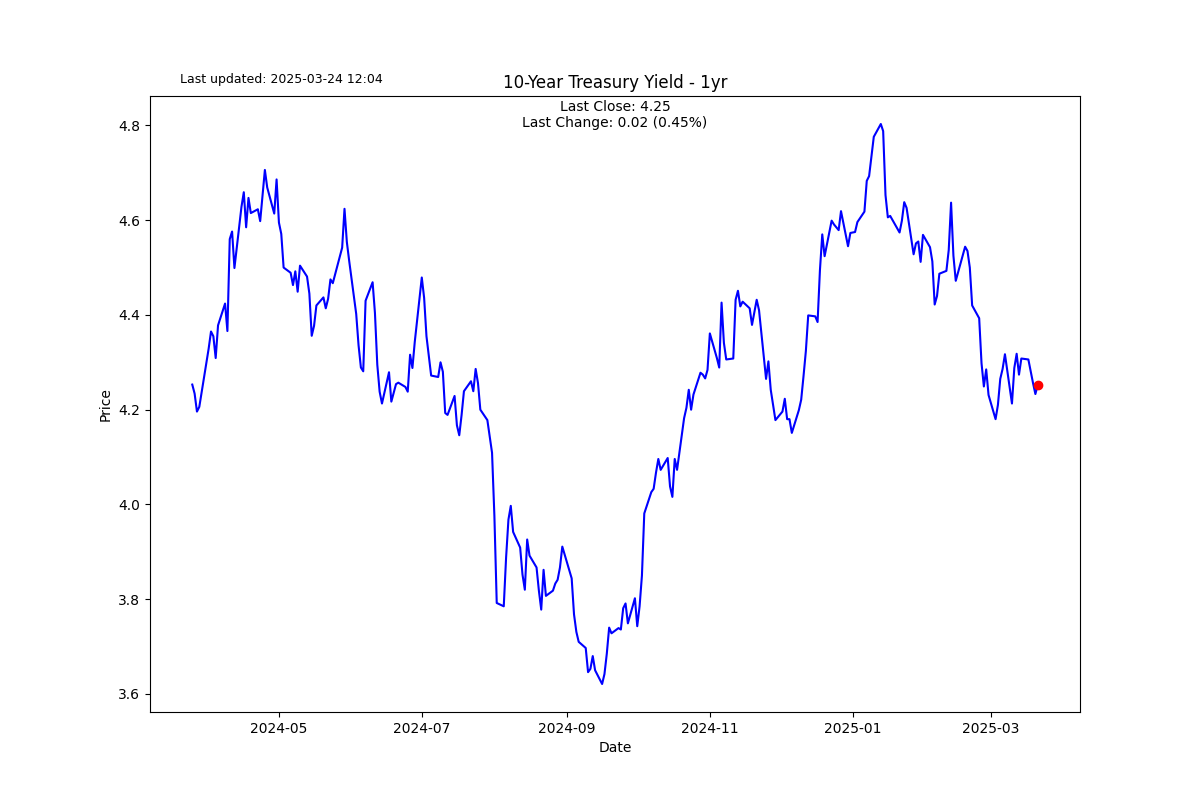 Last updated: 2025-03-24 12:04
10-Year Treasury Yield - 1yr
Last Close: 4.25
Last Change: 0.02 (0.45%)
4.8
4.6
4.4
4.2
4.0
3.8
3.6
Price
2024-05
2024-07
2024-09
2024-11
2025-01
2025-03
Date